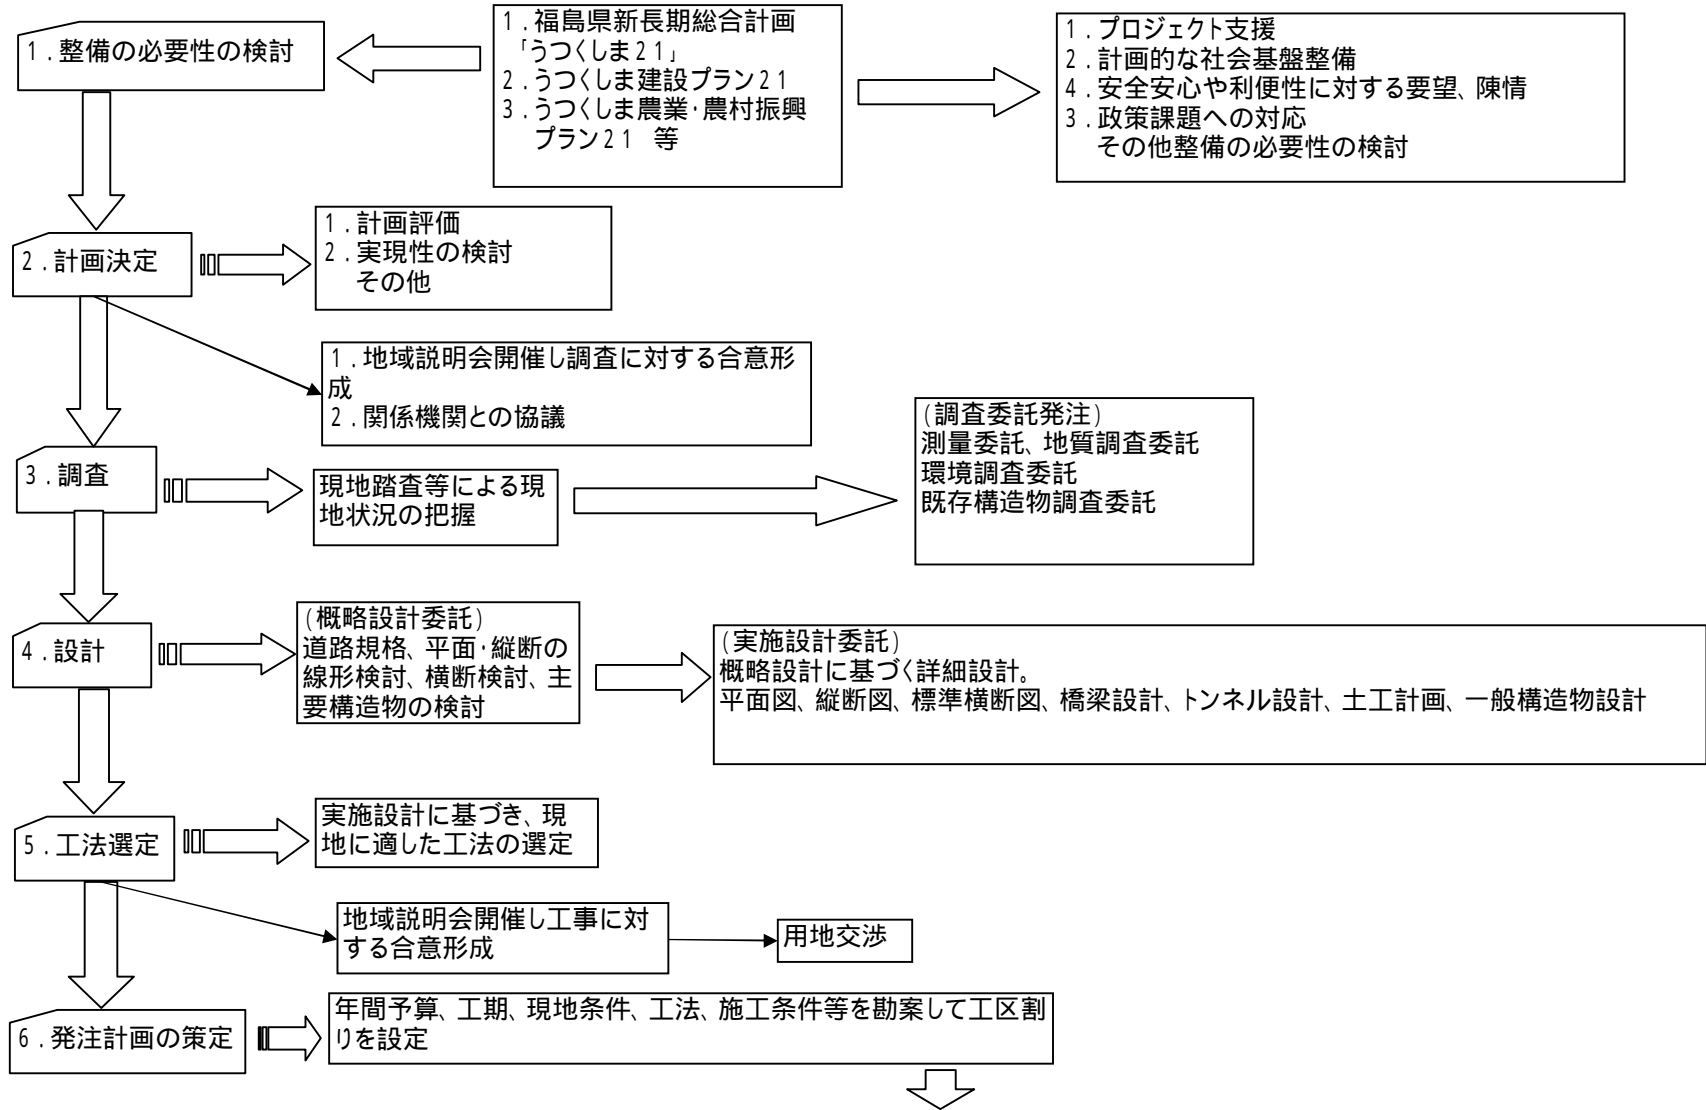 1.整備の必要性の検討
1.福島県新長期総合計画
「うつくしま21」
2.うつくしま建設プラン21
3.うつくしま農業・農村振興
プラン21 等
1.プロジェクト支援
2.計画的な社会基盤整備
4.安全安心や利便性に対する要望、陳情
3.政策課題への対応
その他整備の必要性の検討
2.計画決定
1.計画評価
2.実現性の検討
その他
1.地域説明会開催し調査に対する合意形
成
2.関係機関との協議
3.調査
現地踏査等による現
地状況の把握
(調査委託発注)
測量委託、地質調査委託
環境調査委託
既存構造物調査委託
4.設計
(概略設計委託)
道路規格、平面・縦断の
線形検討、横断検討、主
要構造物の検討
(実施設計委託)
概略設計に基づく詳細設計。
平面図、縦断図、標準横断図、橋梁設計、トンネル設計、土工計画、一般構造物設計
5.工法選定
実施設計に基づき、現
地に適した工法の選定
地域説明会開催し工事に対
する合意形成
用地交渉
6.発注計画の策定
年間予算、工期、現地条件、工法、施工条件等を勘案して工区割
りを設定